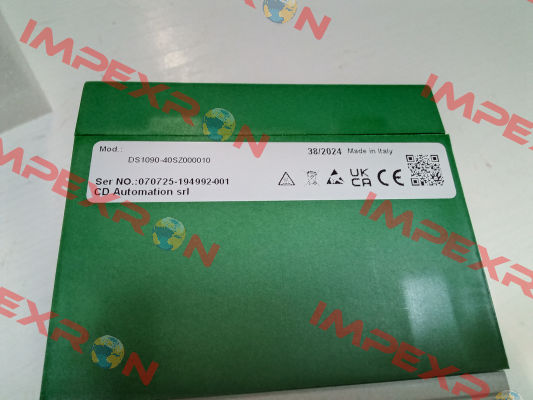 Mod.:
DS1090-40SZ000010
38/2024 Made in Italy
Ser NO.:070725-194992-001
CD Automation srl
UK
CA
CE
IMPEXRON
IMPEXRON
IMPEXRON
IMPEXRON
IMPEXRON
IMPEXRON